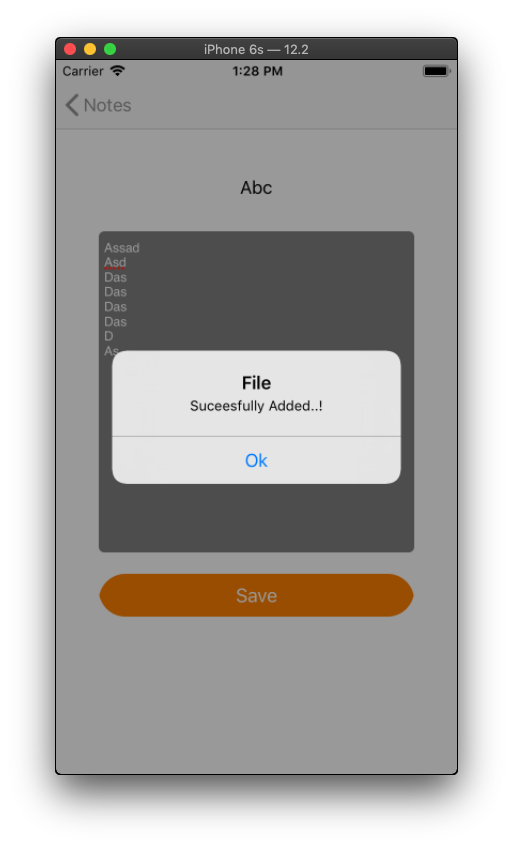 iPhone 6s — 12.2
Carrier 1:28 PM
Notes
Abc
Assad
Asd
Das
Das
Das
Das
D
As
File
Suceesfully Added..!
Ok
Save